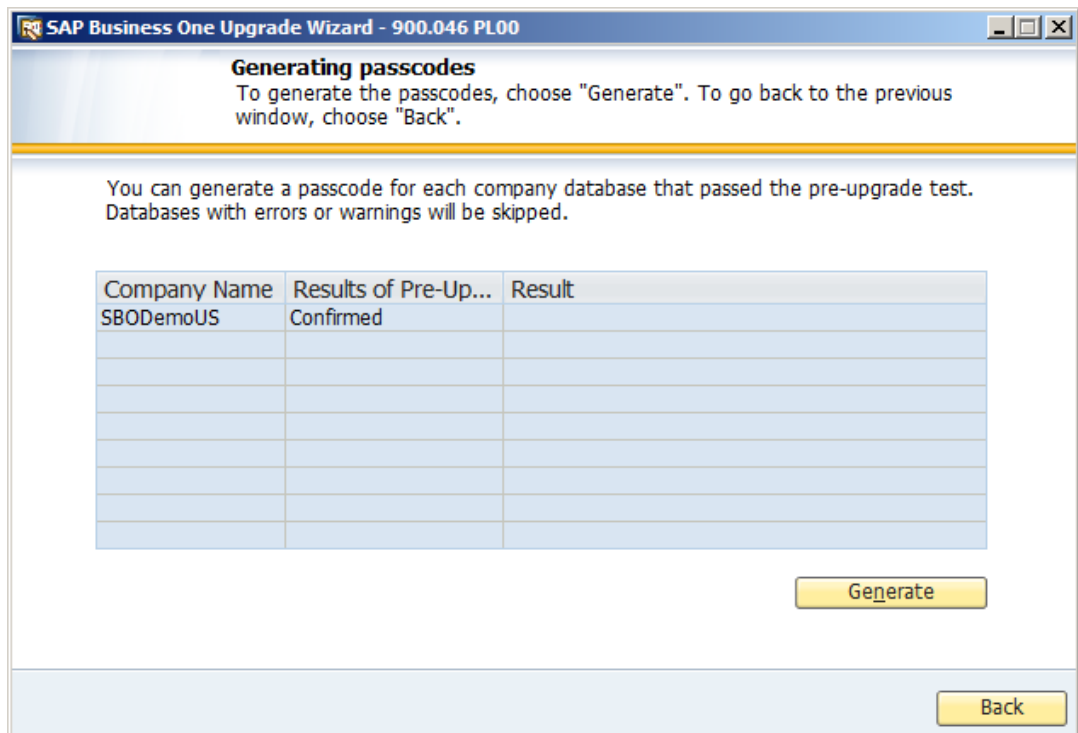 SAP Business One Upgrade Wizard - 900.046 PL00
Generating passcodes
To generate the passcodes, choose "Generate". To go back to the previous
window, choose "Back".
You can generate a passcode for each company database that passed the pre-upgrade test.
Databases with errors or warnings will be skipped.
Company Name Results of Pre-Up... Result
SBODemoUS Confirmed
Generate
Back